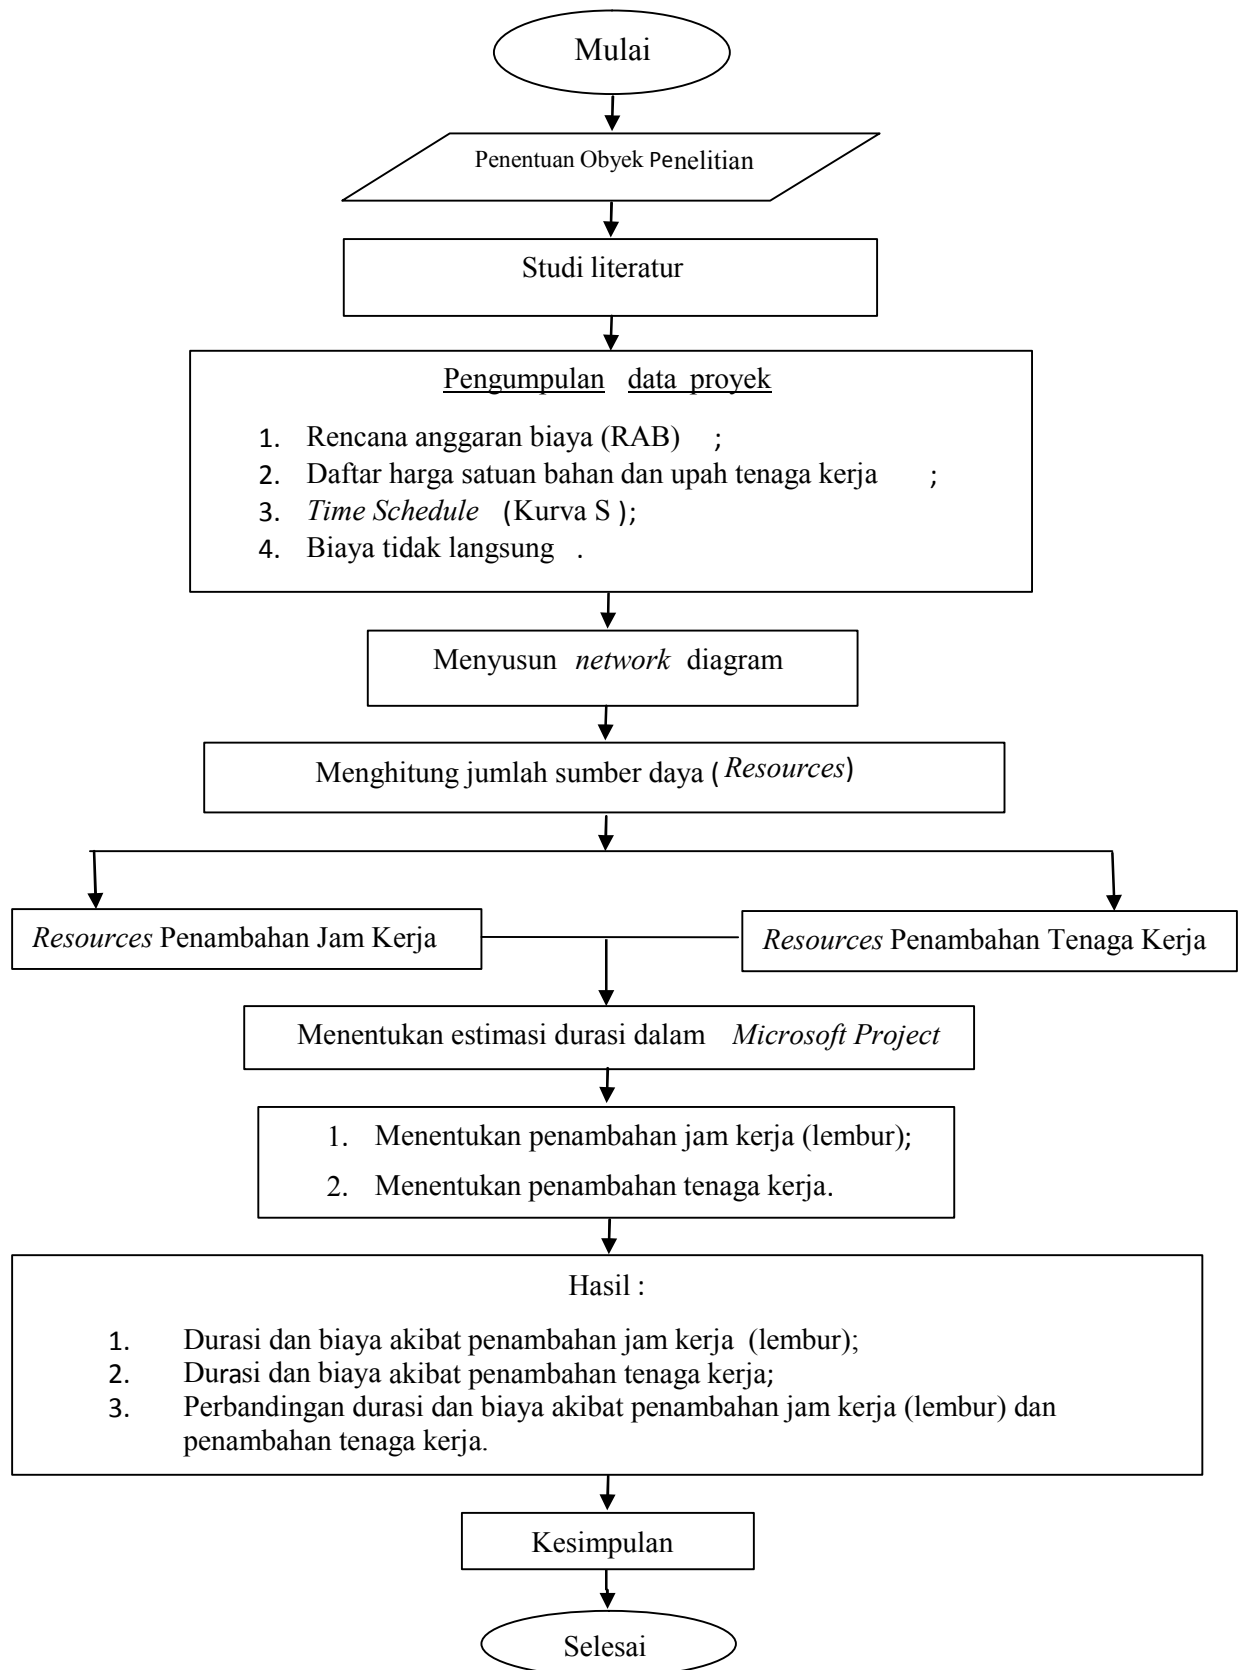 Mulai
Penentuan Obyek Penelitian
Studi literatur
Pengumpulan data proyek
1. Rencana anggaran biaya (RAB) ;
2. Daftar harga satuan bahan dan upah tenaga kerja ;
3. Time Schedule (Kurva S );
4. Biaya tidak langsung .
Menyusun network diagram
Menghitung jumlah sumber daya (Resources)
Resources Penambahan Jam Kerja
Resources Penambahan Tenaga Kerja
Menentukan estimasi durasi dalam Microsoft Project
1. Menentukan penambahan jam kerja (lembur);
2. Menentukan penambahan tenaga kerja.
Hasil :
1. Durasi dan biaya akibat penambahan jam kerja (lembur);
2. Durasi dan biaya akibat penambahan tenaga kerja;
3. Perbandingan durasi dan biaya akibat penambahan jam kerja (lembur) dan
penambahan tenaga kerja.
Kesimpulan
Selesai